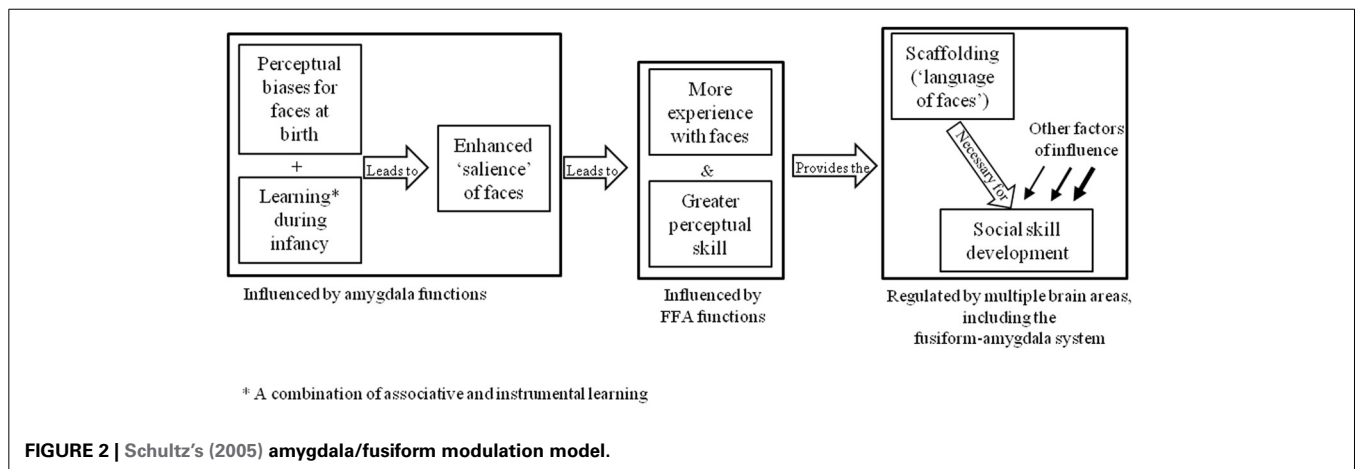 Perceptual
biases for
faces at
birth
+
Learning*
during
infancy
Leads to
Enhanced
‘salience’
of faces
Influenced by amygdala functions
Leads to
More
experience
with faces
&
Greater
perceptual
skill
Influenced by
FFA functions
Provides the
Scaffolding
(‘language
of faces’)
Necessary for
Other factors
of influence
Social skill
development
Regulated by multiple brain areas,
including the
fusiform-amygdala system
* A combination of associative and instrumental learning
FIGURE 2 | Schultz’s (2005) amygdala/fusiform modulation model.